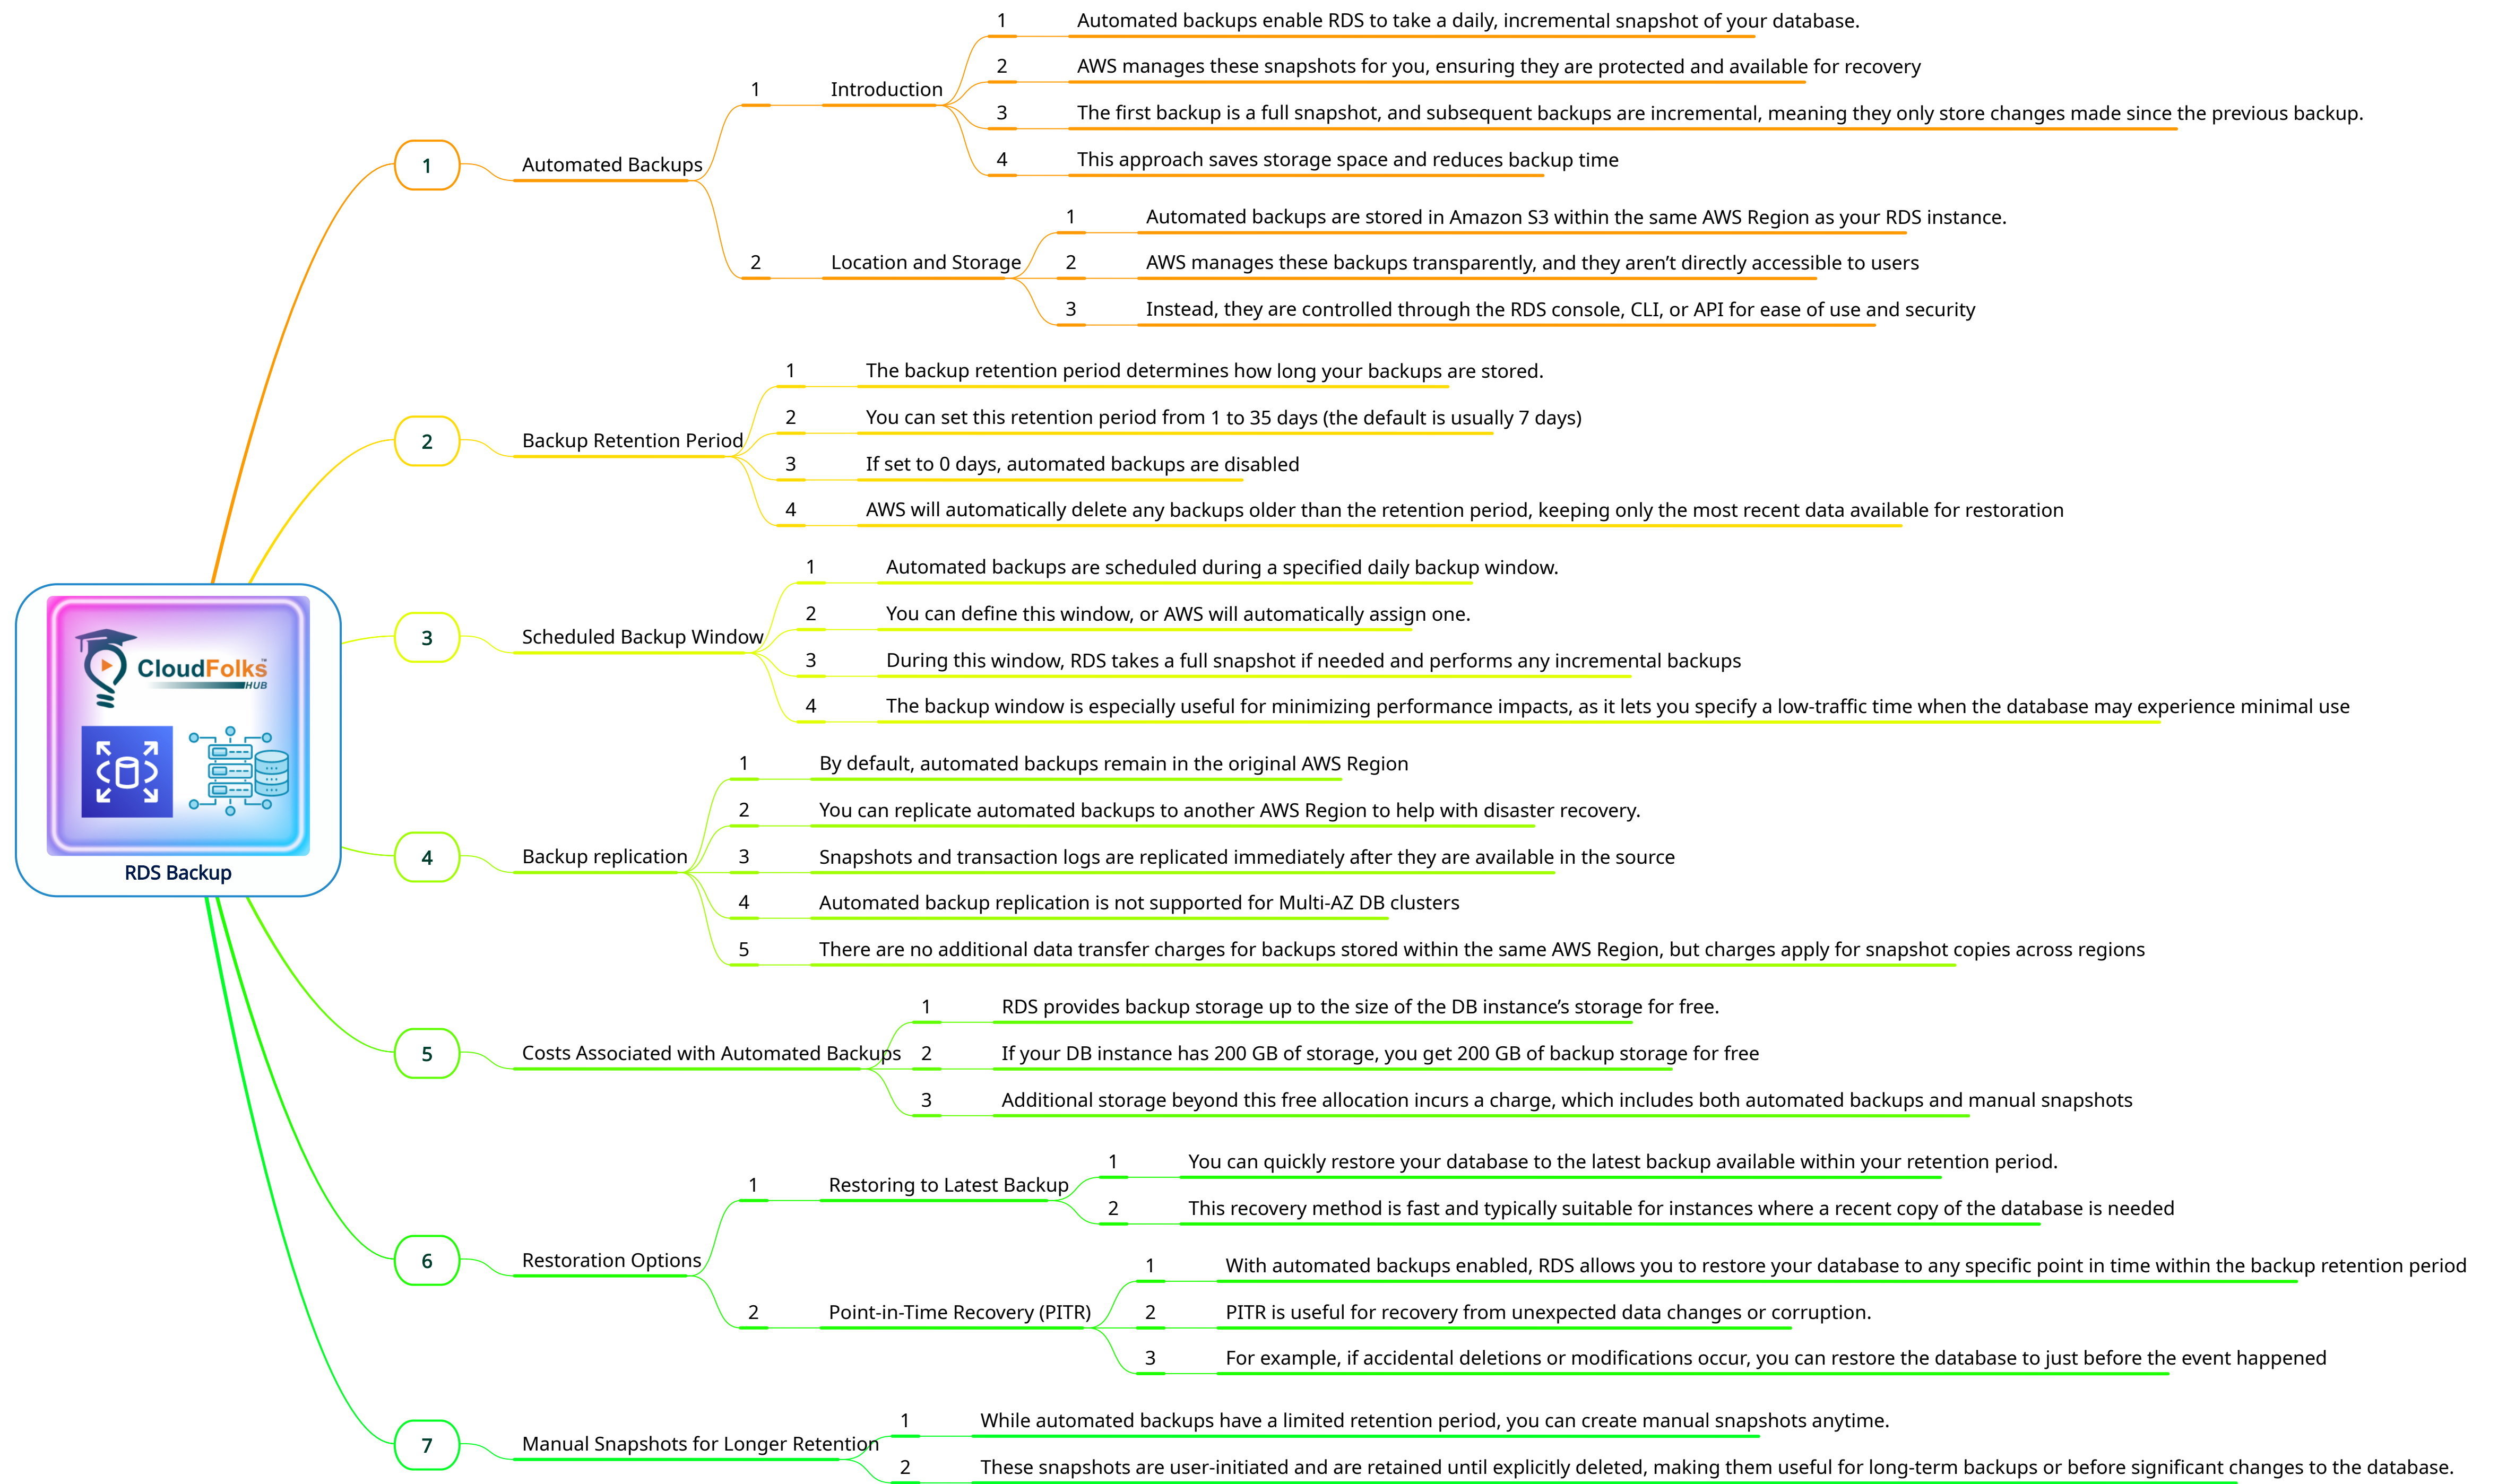 1 Automated Backups
1 Introduction
1 Automated backups enable RDS to take a daily, incremental snapshot of your database.
2 AWS manages these snapshots for you, ensuring they are protected and available for recovery
3 The first backup is a full snapshot, and subsequent backups are incremental, meaning they only store changes made since the previous backup.
4 This approach saves storage space and reduces backup time
2 Location and Storage
1 Automated backups are stored in Amazon S3 within the same AWS Region as your RDS instance.
2 AWS manages these backups transparently, and they aren’t directly accessible to users
3 Instead, they are controlled through the RDS console, CLI, or API for ease of use and security
2 Backup Retention Period
1 The backup retention period determines how long your backups are stored.
2 You can set this retention period from 1 to 35 days (the default is usually 7 days)
3 If set to 0 days, automated backups are disabled
4 AWS will automatically delete any backups older than the retention period, keeping only the most recent data available for restoration
CloudFolks™
HUB
RDS Backup
3 Scheduled Backup Window
1 Automated backups are scheduled during a specified daily backup window.
2 You can define this window, or AWS will automatically assign one.
3 During this window, RDS takes a full snapshot if needed and performs any incremental backups
4 The backup window is especially useful for minimizing performance impacts, as it lets you specify a low-traffic time when the database may experience minimal use
4 Backup replication
1 By default, automated backups remain in the original AWS Region
2 You can replicate automated backups to another AWS Region to help with disaster recovery.
3 Snapshots and transaction logs are replicated immediately after they are available in the source
4 Automated backup replication is not supported for Multi-AZ DB clusters
5 There are no additional data transfer charges for backups stored within the same AWS Region, but charges apply for snapshot copies across regions
5 Costs Associated with Automated Backups
1 RDS provides backup storage up to the size of the DB instance’s storage for free.
2 If your DB instance has 200 GB of storage, you get 200 GB of backup storage for free
3 Additional storage beyond this free allocation incurs a charge, which includes both automated backups and manual snapshots
6 Restoration Options
1 Restoring to Latest Backup
1 You can quickly restore your database to the latest backup available within your retention period.
2 This recovery method is fast and typically suitable for instances where a recent copy of the database is needed
2 Point-in-Time Recovery (PITR)
1 With automated backups enabled, RDS allows you to restore your database to any specific point in time within the backup retention period
2 PITR is useful for recovery from unexpected data changes or corruption.
3 For example, if accidental deletions or modifications occur, you can restore the database to just before the event happened
7 Manual Snapshots for Longer Retention
1 While automated backups have a limited retention period, you can create manual snapshots anytime.
2 These snapshots are user-initiated and are retained until explicitly deleted, making them useful for long-term backups or before significant changes to the database.